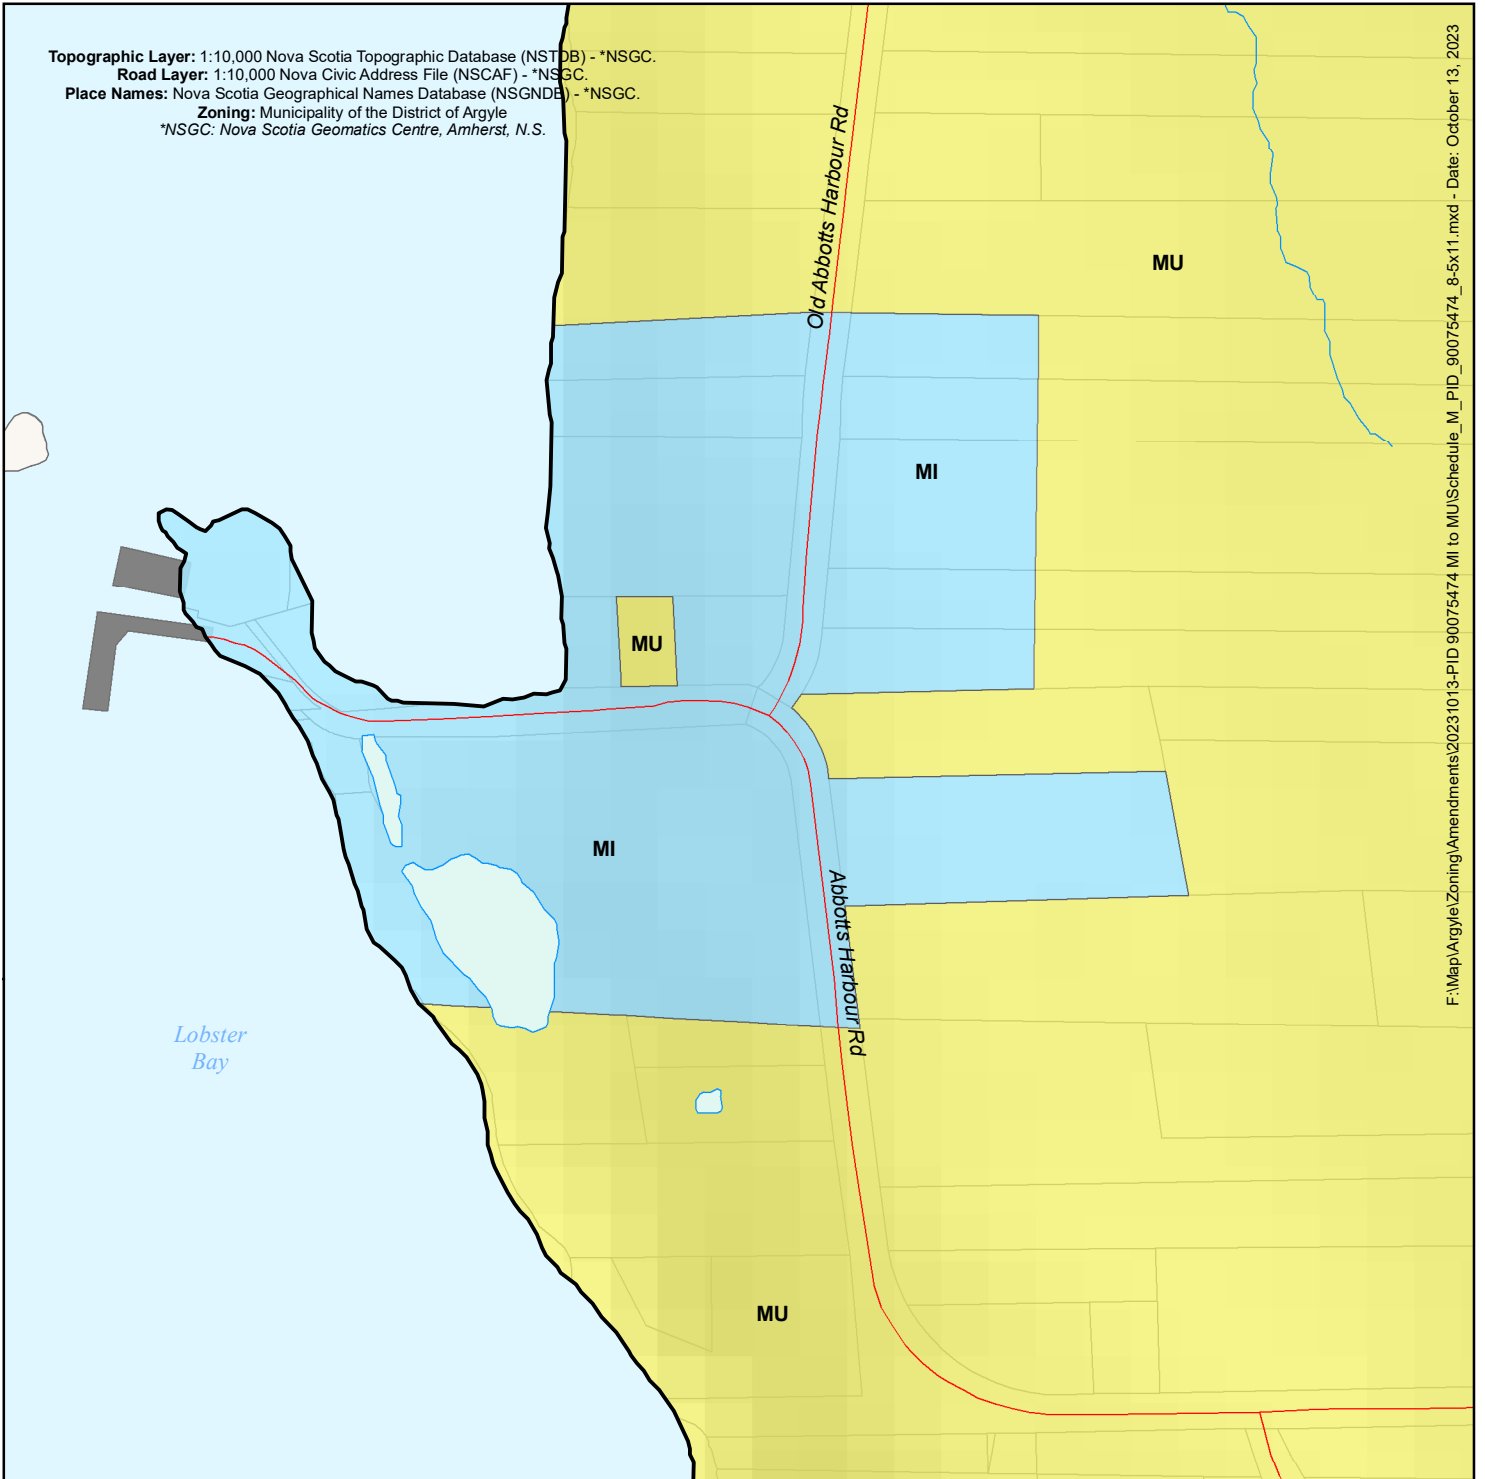 Topographic Layer: 1:10,000 Nova Scotia Topographic Database (NSTDB) - *NSGC.
Road Layer: 1:10,000 Nova Civic Address File (NSCAF) - *NSGC.
Place Names: Nova Scotia Geographical Names Database (NSGNDB) - *NSGC.
Zoning: Municipality of the District of Argyle
*NSGC: Nova Scotia Geomatics Centre, Amherst, N.S.
Old Abbotts Harbour Rd
MU
MI
MU
MI
Abbotts Harbour Rd
Lobster
Bay
MU
F:\Map\Argyle\Zoning\Amendments\20231013-PID 90075474 MI to MU\Schedule_M_PID_90075474_8-5x11.mxd - Date: October 13, 2023